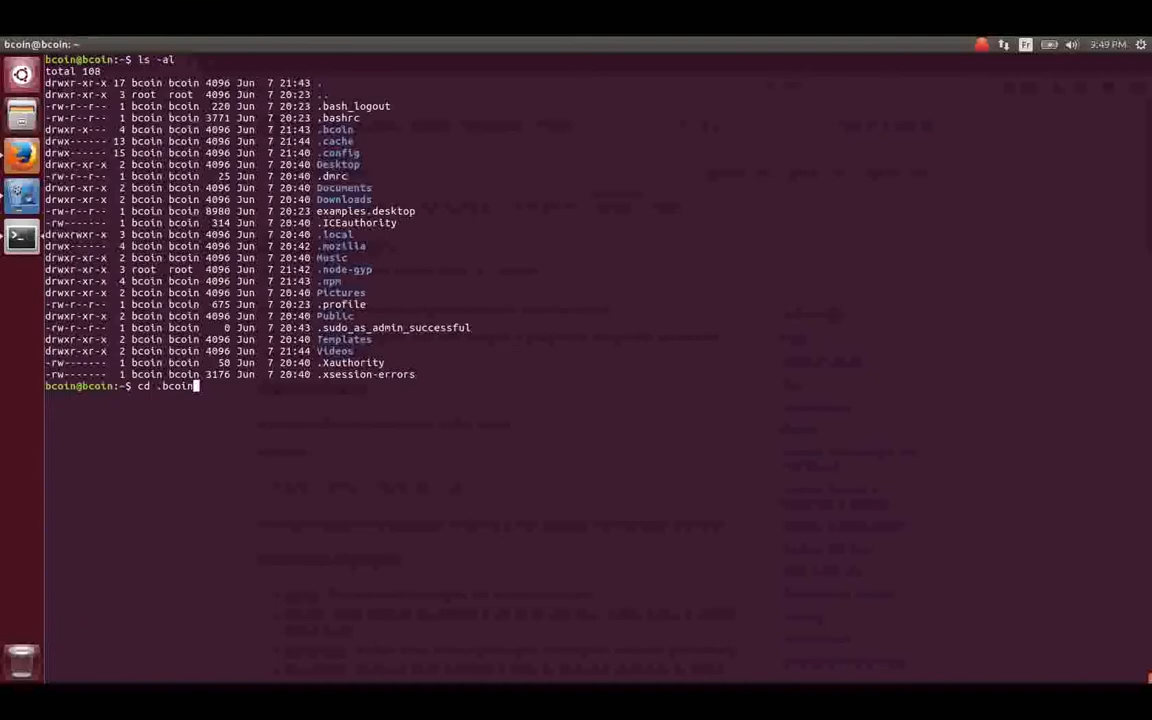 bcoin@bcoin: ~
Fr
3:49 PM
bcoin@bcoin:~$ ls -al
total 108
drwxr-xr-x 17 bcoin bcoin 4096 Jun  7 21:43 .
drwxr-xr-x  3 root  root  4096 Jun  7 20:23 ..
-rw-r--r--  1 bcoin bcoin  220 Jun  7 20:23 .bash_logout
-rw-r--r--  1 bcoin bcoin 3771 Jun  7 20:23 .bashrc
drwxr-x---  4 bcoin bcoin 4096 Jun  7 21:43 .bcoin
drwx------ 13 bcoin bcoin 4096 Jun  7 21:44 .cache
drwx------ 15 bcoin bcoin 4096 Jun  7 21:40 .config
drwxr-xr-x  2 bcoin bcoin 4096 Jun  7 20:40 Desktop
-rw-r--r--  1 bcoin bcoin   25 Jun  7 20:40 .dmrc
drwxr-xr-x  2 bcoin bcoin 4096 Jun  7 20:40 Documents
drwxr-xr-x  2 bcoin bcoin 4096 Jun  7 20:40 Downloads
-rw-r--r--  1 bcoin bcoin 8980 Jun  7 20:23 examples.desktop
-rw-------  1 bcoin bcoin  314 Jun  7 20:40 .ICEauthority
drwxrwxr-x  3 bcoin bcoin 4096 Jun  7 20:40 .local
drwx------  4 bcoin bcoin 4096 Jun  7 20:42 .mozilla
drwxr-xr-x  2 bcoin bcoin 4096 Jun  7 20:40 Music
drwxr-xr-x  3 root  root  4096 Jun  7 21:42 .node-gyp
drwxr-xr-x  4 bcoin bcoin 4096 Jun  7 21:43 .npm
drwxr-xr-x  2 bcoin bcoin 4096 Jun  7 20:40 Pictures
-rw-r--r--  1 bcoin bcoin  675 Jun  7 20:23 .profile
drwxr-xr-x  2 bcoin bcoin 4096 Jun  7 20:40 Public
-rw-r--r--  1 bcoin bcoin    0 Jun  7 20:43 .sudo_as_admin_successful
drwxr-xr-x  2 bcoin bcoin 4096 Jun  7 20:40 Templates
drwxr-xr-x  2 bcoin bcoin 4096 Jun  7 21:44 Videos
-rw-------  1 bcoin bcoin   50 Jun  7 20:40 .Xauthority
-rw-------  1 bcoin bcoin 3176 Jun  7 20:40 .xsession-errors
bcoin@bcoin:~$ cd .bcoin